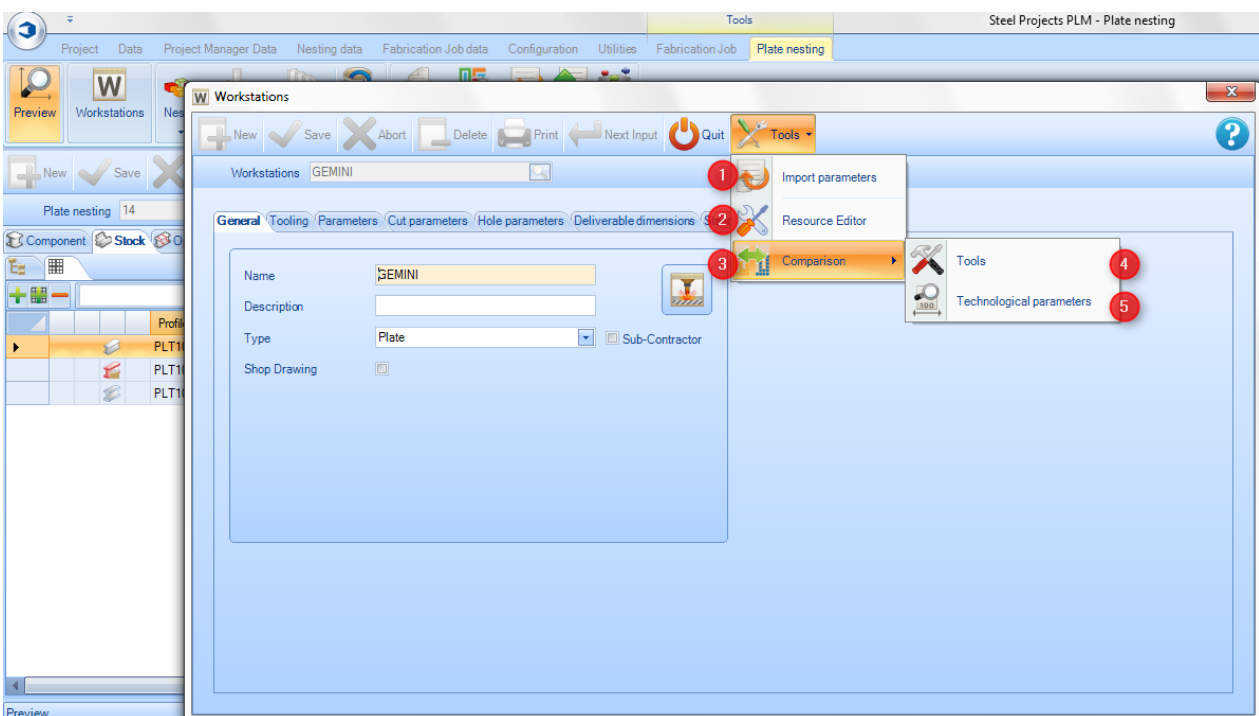 Tools
Steel Projects PLM - Plate nesting
Project Data Project Manager Data Nesting data Fabrication Job data Configuration Utilities Fabrication Job Plate nesting
W
Preview Workstations
W Workstations
New Save Abort Delete Print Next Input Quit Tools ?
New Save
Workstations GEMINI
1 Import parameters
Plate nesting 14
General Tooling Parameters Cut parameters Hole parameters Deliverable dimensions
2 Resource Editor
Component Stock
3 Comparison
Tools 4
Name GEMINI
Description
100 Technological parameters 5
Type Plate Sub-Contractor
Shop Drawing
Preview